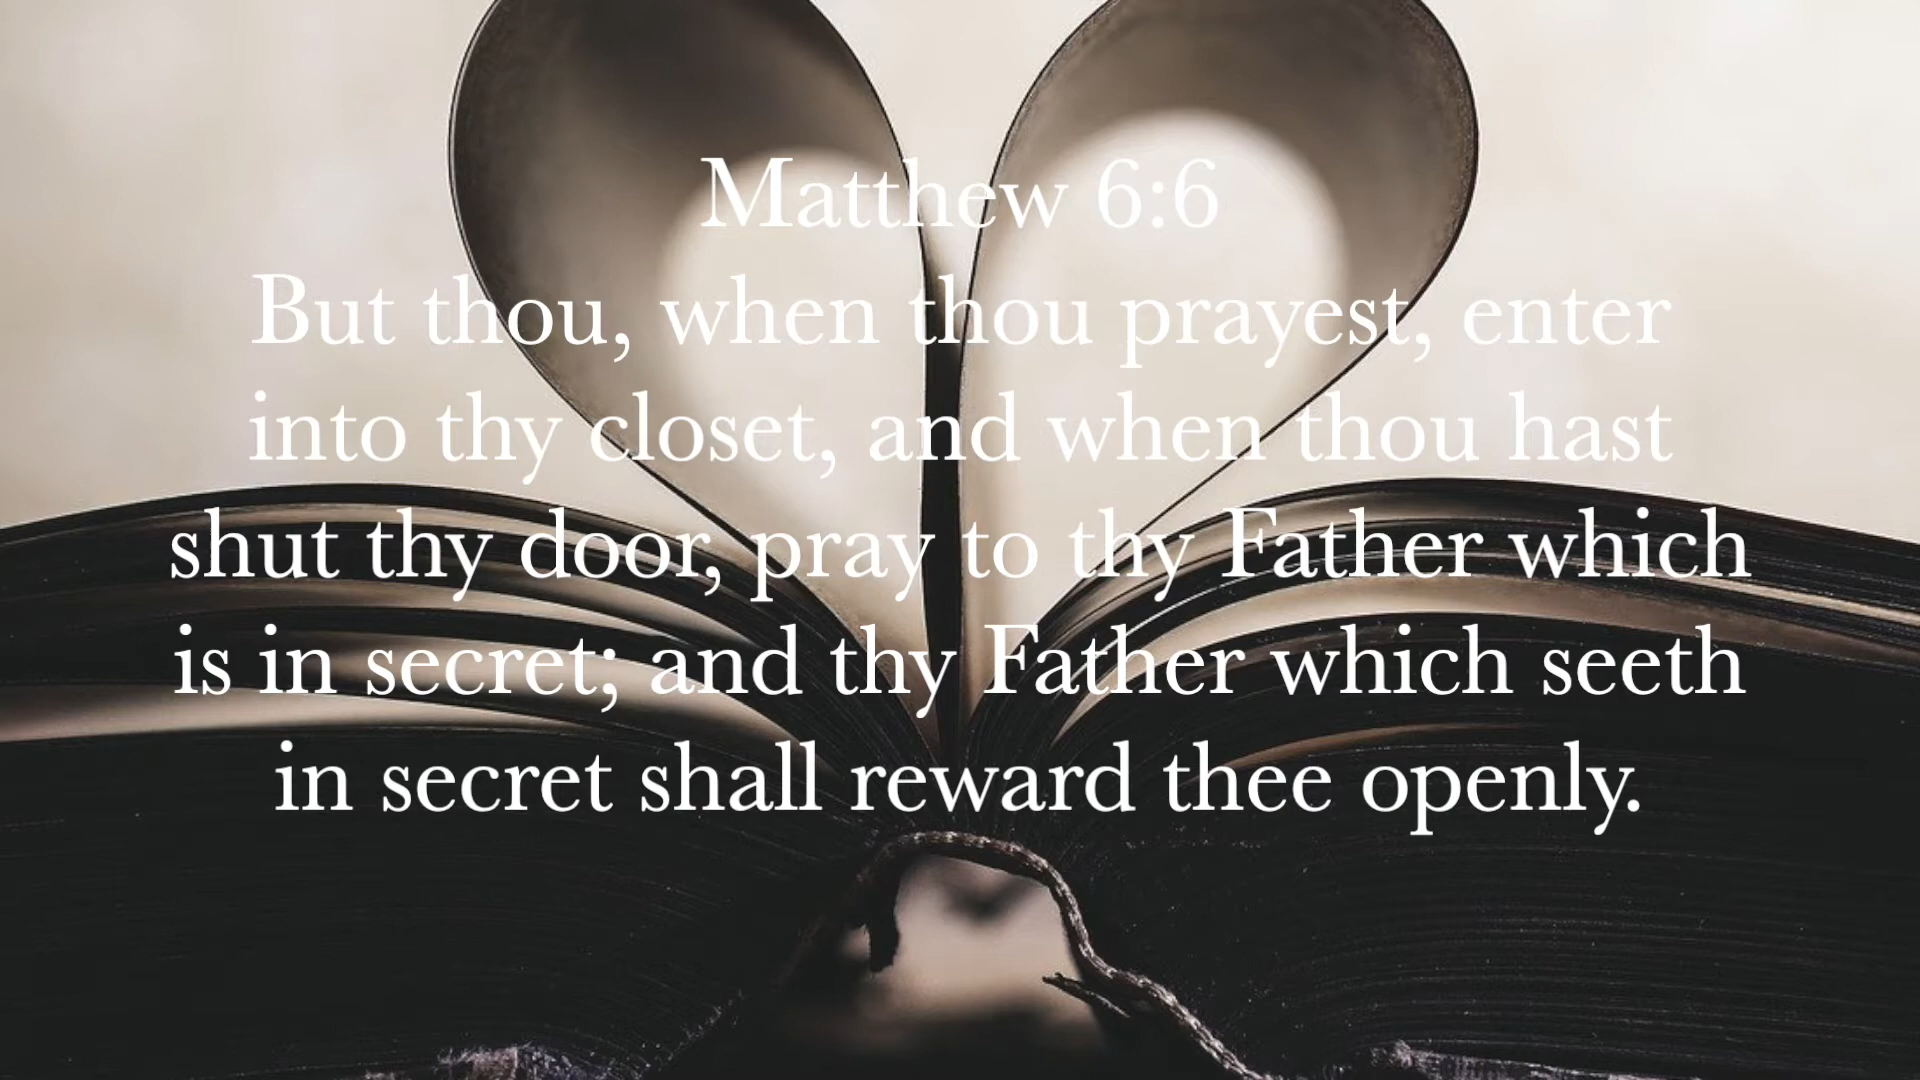 Matthew 6:6
But thou, when thou prayest, enter
into thy closet, and when thou hast
shut thy door, pray to thy Father which
is in secret; and thy Father which seeth
in secret shall reward thee openly.